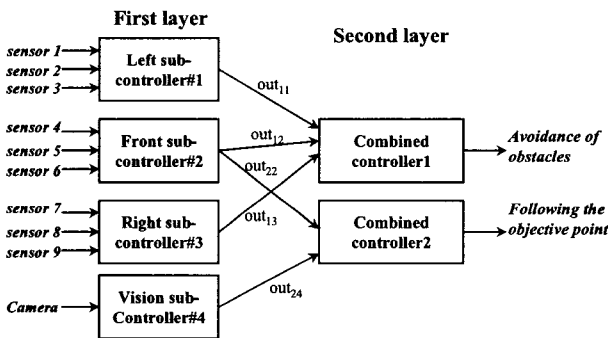 First layer
Second layer
sensor 1
sensor 2
sensor 3
Left sub-
controller#1
out11
sensor 4
sensor 5
sensor 6
Front sub-
controller#2
out12
out22
Combined
controller1
Avoidance of
obstacles
sensor 7
sensor 8
sensor 9
Right sub-
controller#3
out13
Combined
controller2
Following the
objective point
Camera
Vision sub-
Controller#4
out24